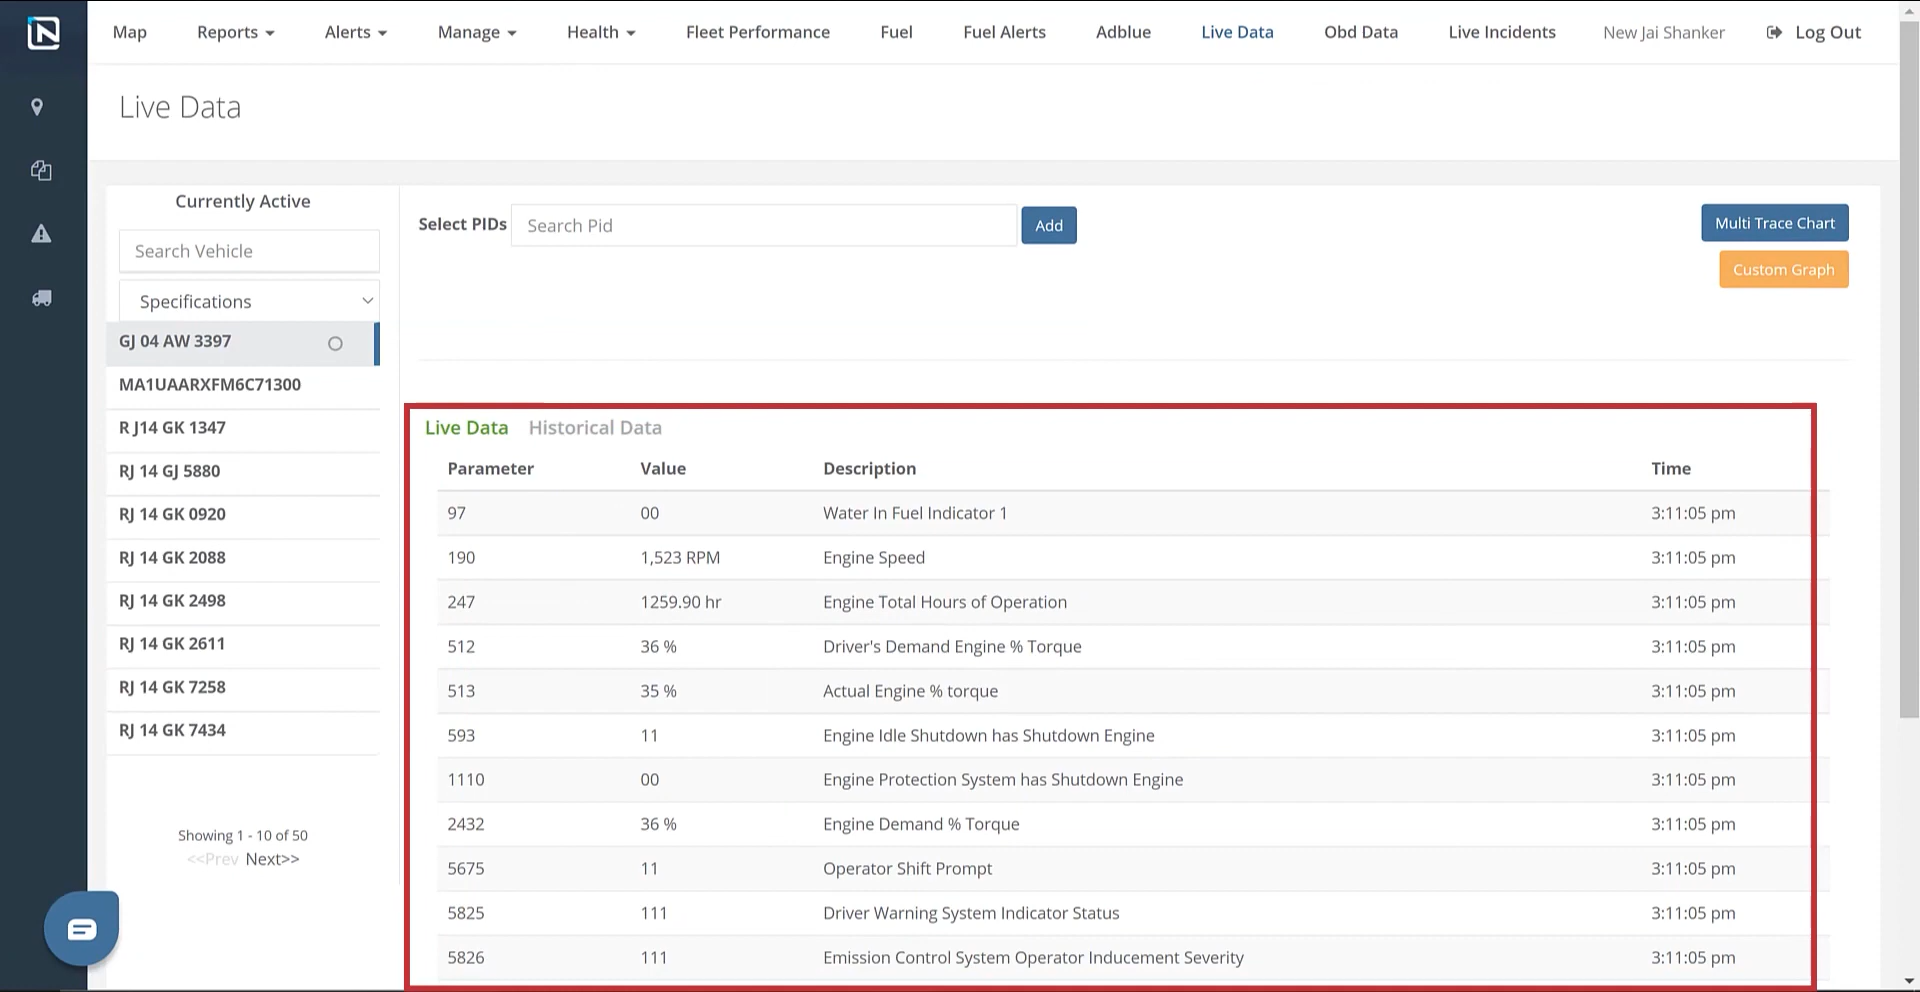 Map Reports Alerts Manage Health Fleet Performance Fuel Fuel Alerts Adblue Live Data Obd Data Live Incidents New Jai Shanker Log Out
Live Data
Currently Active
Search Vehicle
Specifications
GJ 04 AW 3397
MA1UAARXFM6C71300
R J14 GK 1347
RJ 14 GJ 5880
RJ 14 GK 0920
RJ 14 GK 2088
RJ 14 GK 2498
RJ 14 GK 2611
RJ 14 GK 7258
RJ 14 GK 7434
Showing 1 - 10 of 50
<<Prev Next>>
Select PIDs Search Pid Add
Multi Trace Chart
Custom Graph
Live Data Historical Data
Parameter Value Description Time
97 00 Water In Fuel Indicator 1 3:11:05 pm
190 1,523 RPM Engine Speed 3:11:05 pm
247 1259.90 hr Engine Total Hours of Operation 3:11:05 pm
512 36 % Driver's Demand Engine % Torque 3:11:05 pm
513 35 % Actual Engine % torque 3:11:05 pm
593 11 Engine Idle Shutdown has Shutdown Engine 3:11:05 pm
1110 00 Engine Protection System has Shutdown Engine 3:11:05 pm
2432 36 % Engine Demand % Torque 3:11:05 pm
5675 11 Operator Shift Prompt 3:11:05 pm
5825 111 Driver Warning System Indicator Status 3:11:05 pm
5826 111 Emission Control System Operator Inducement Severity 3:11:05 pm